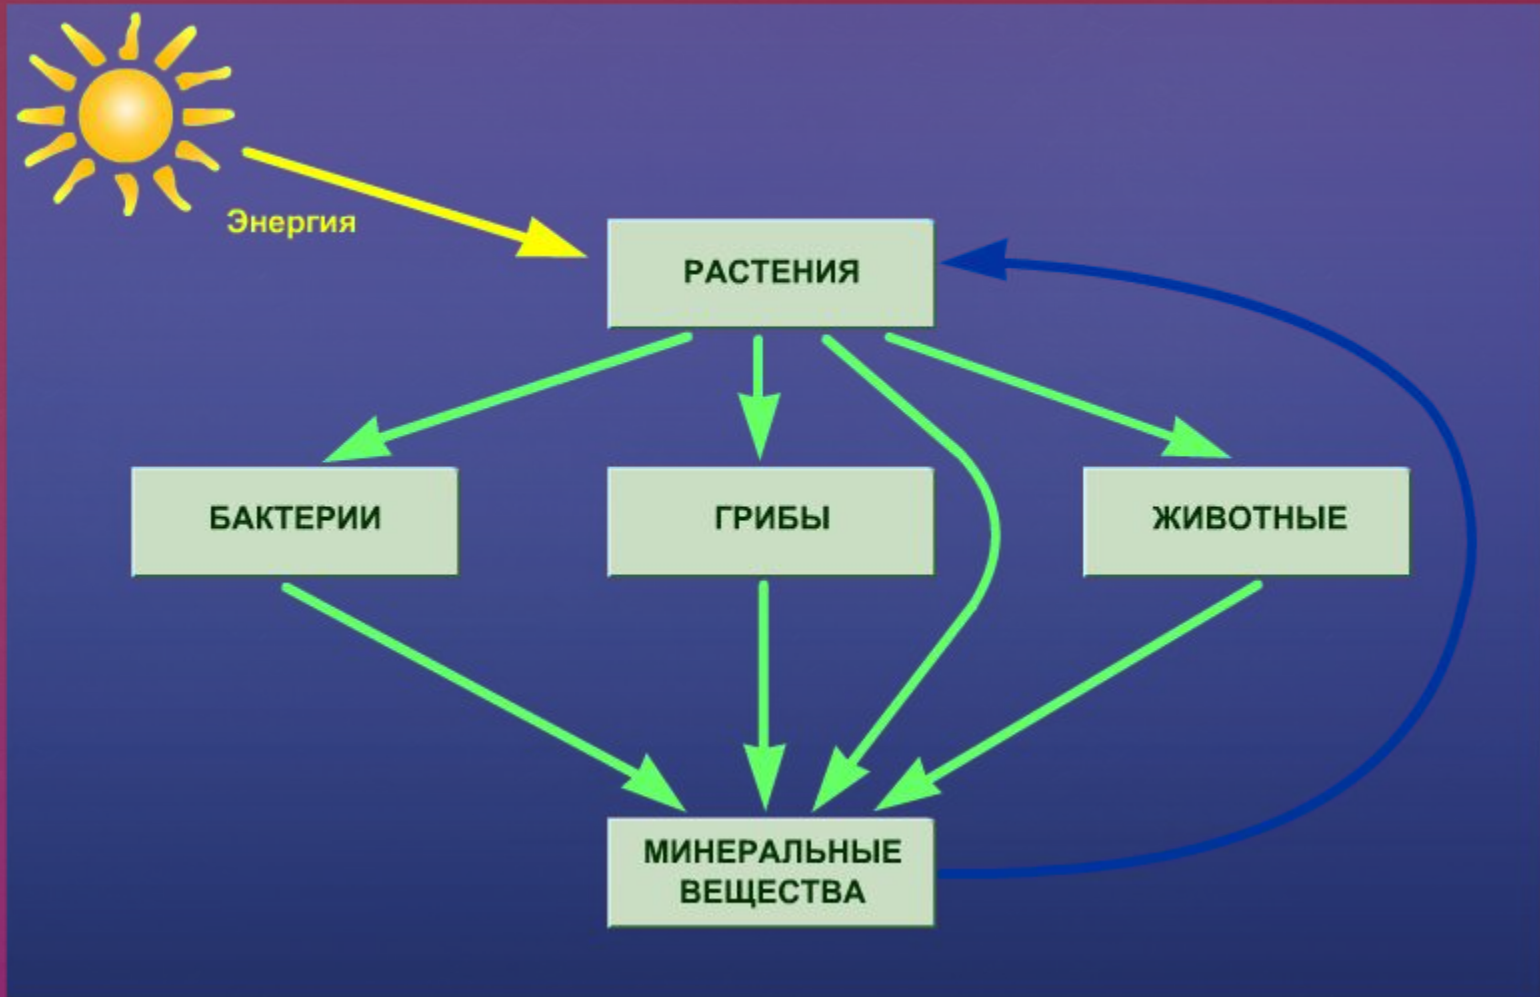 Энергия
РАСТЕНИЯ
БАКТЕРИИ
ГРИБЫ
ЖИВОТНЫЕ
МИНЕРАЛЬНЫЕ
ВЕЩЕСТВА